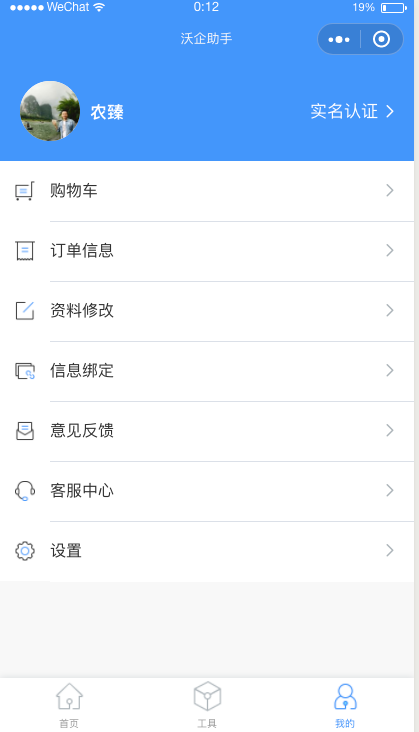 WeChat 0:12 19%
沃企助手
农臻 实名认证
购物车
订单信息
资料修改
信息绑定
意见反馈
客服中心
设置
首页 工具 我的